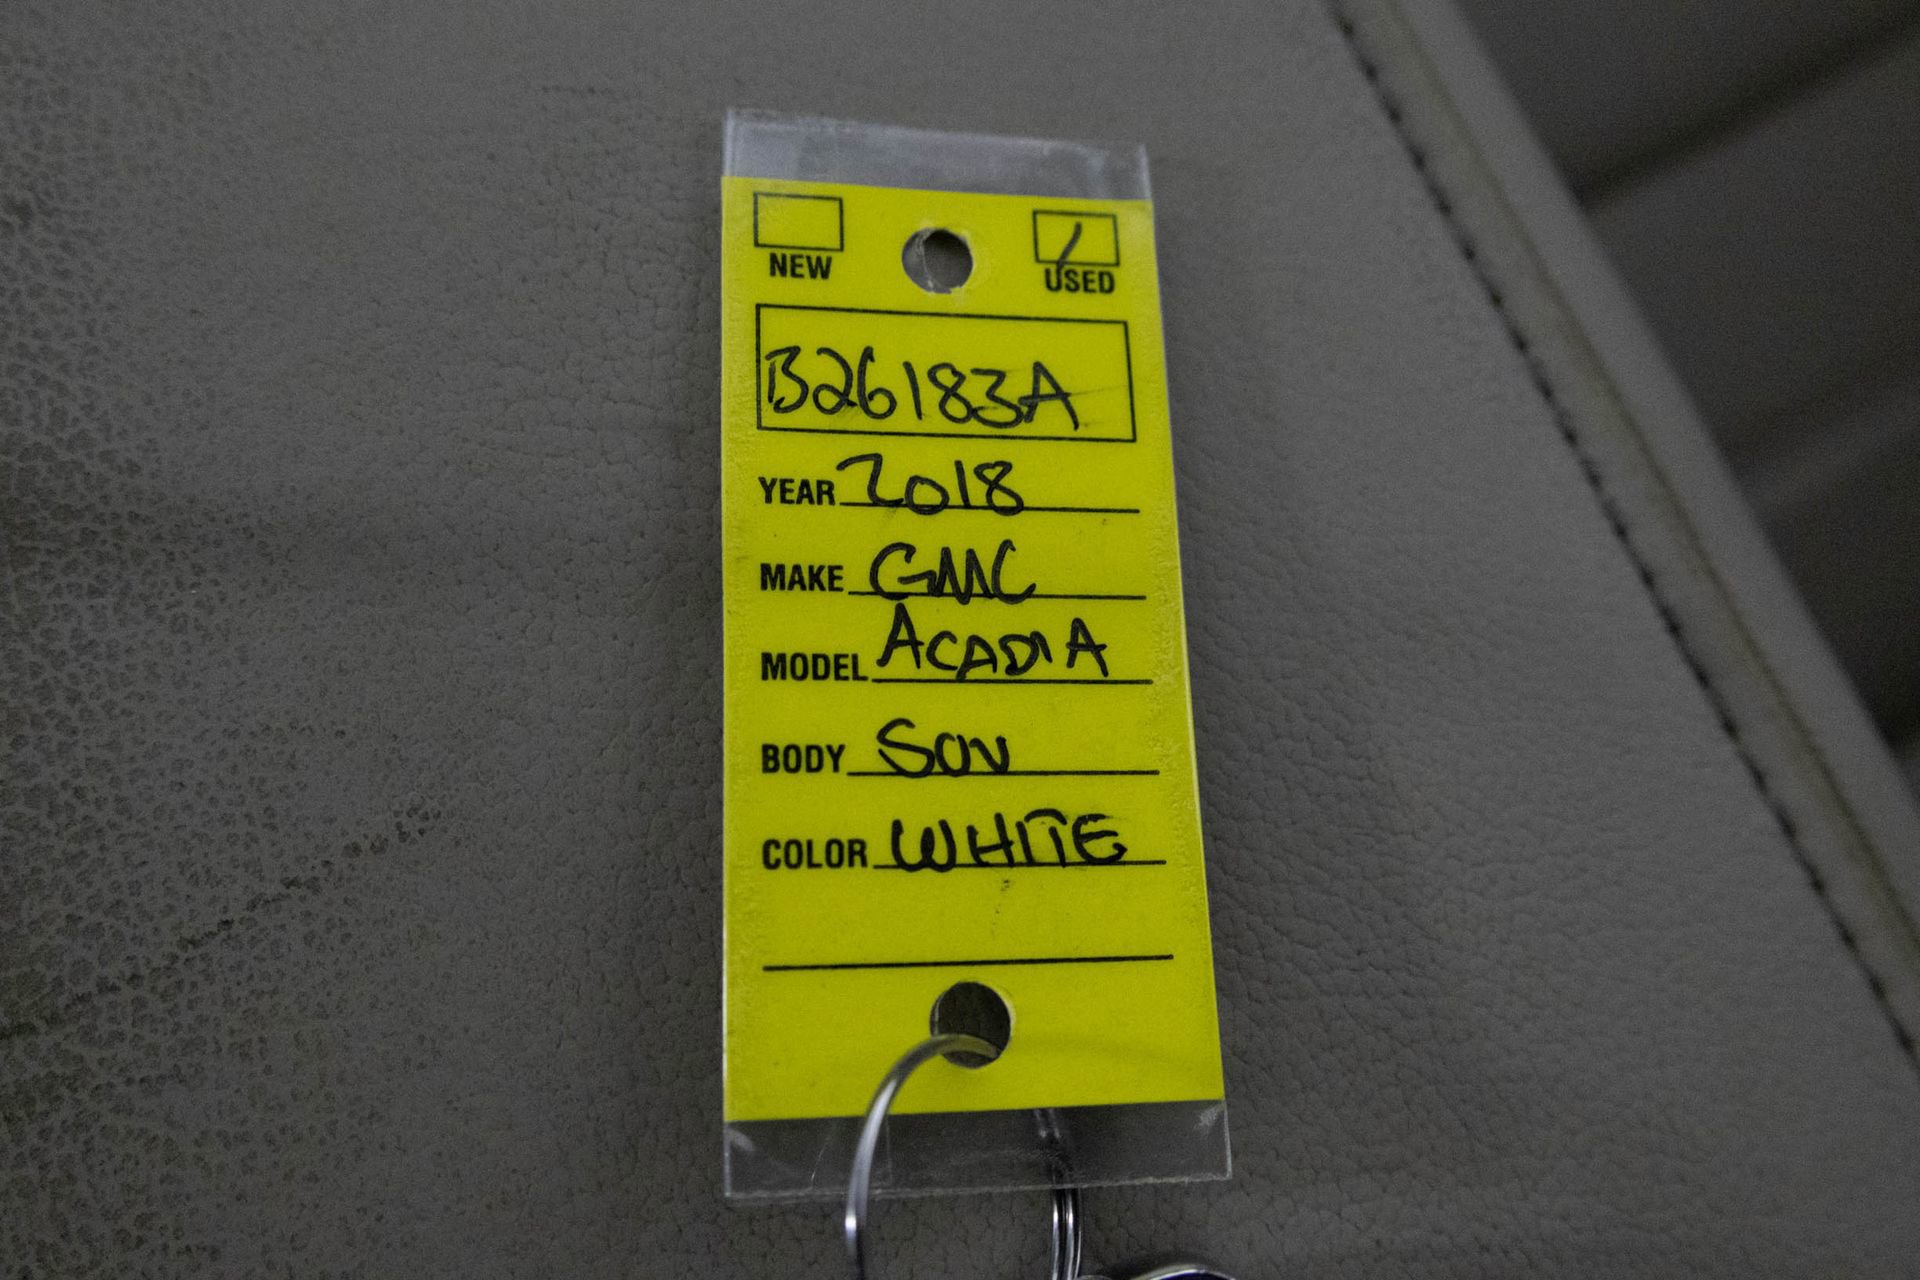 NEW USED
B26183A
YEAR 2018
MAKE GMC
MODEL ACADIA
BODY SUV
COLOR WHITE